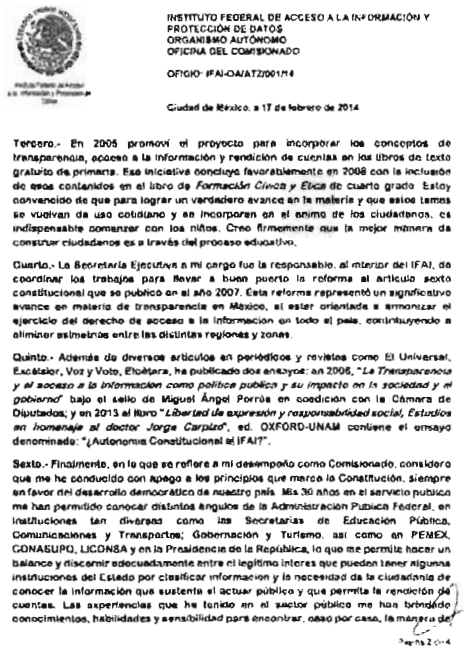 INSTITUTO FEDERAL DE ACCESO A LA INFORMACIÓN Y
PROTECCIÓN DE DATOS
ORGANISMO AUTÓNOMO
OFICINA DEL COMISIONADO
OFICIO: IFAI-OA/ATZ/001/14
Instituto Federal de Acceso
a la Información y Protección de
Datos
Ciudad de México, a 17 de febrero de 2014
Tercero.- En 2005 promoví el proyecto para incorporar los conceptos de
transparencia, acceso a la información y rendición de cuentas en los libros de texto
gratuito de primaria. Esa iniciativa concluyó favorablemente en 2008 con la inclusión
de esos contenidos en el libro de Formación Cívica y Ética de cuarto grado. Estoy
convencido de que para lograr un verdadero avance en la materia y que estos temas
se vuelvan de uso cotidiano y se incorporen en el ánimo de los ciudadanos, es
indispensable comenzar con los niños. Creo firmemente que la mejor manera de
construir ciudadanos es a través del proceso educativo.
Cuarto.- La Secretaría Ejecutiva a mi cargo fue la responsable, al interior del IFAI, de
coordinar los trabajos para llevar a buen puerto la reforma al artículo sexto
constitucional que se publicó en el año 2007. Esta reforma representó un significativo
avance en materia de transparencia en México, al estar orientada a armonizar el
ejercicio del derecho de acceso a la información en todo el país, contribuyendo a
eliminar asimetrías entre las distintas regiones y zonas.
Quinto.- Además de diversos artículos en periódicos y revistas como El Universal,
Excélsior, Voz y Voto, Etcétera, he publicado dos ensayos: en 2006, "La Transparencia
y el acceso a la información como política pública y su impacto en la sociedad y el
gobierno" bajo el sello de Miguel Ángel Porrúa en coedición con la Cámara de
Diputados; y en 2013 el libro "Libertad de expresión y responsabilidad social, Estudios
en homenaje al doctor Jorge Carpizo", ed. OXFORD-UNAM contiene el ensayo
denominado: "¿Autonomía Constitucional al IFAI?".
Sexto.- Finalmente, en lo que se refiere a mi desempeño como Comisionado, considero
que me he conducido con apego a los principios que marca la Constitución, siempre
en favor del desarrollo democrático de nuestro país. Mis 30 años en el servicio público
me han permitido conocer distintos ángulos de la Administración Pública Federal, en
instituciones tan diversas como las Secretarías de Educación Pública,
Comunicaciones y Transportes; Gobernación y Turismo, así como en PEMEX,
CONASUPO, LICONSA y en la Presidencia de la República, lo que me permite hacer un
balance y discernir adecuadamente entre el legítimo interés que puedan tener algunas
instituciones del Estado por clasificar información y la necesidad de la ciudadanía de
conocer la información que sustenta el actuar público y que permita la rendición de
cuentas. Las experiencias que he tenido en el sector público me han brindado
conocimientos, habilidades y sensibilidad para encontrar, caso por caso, la manera de
Página 2 de 4